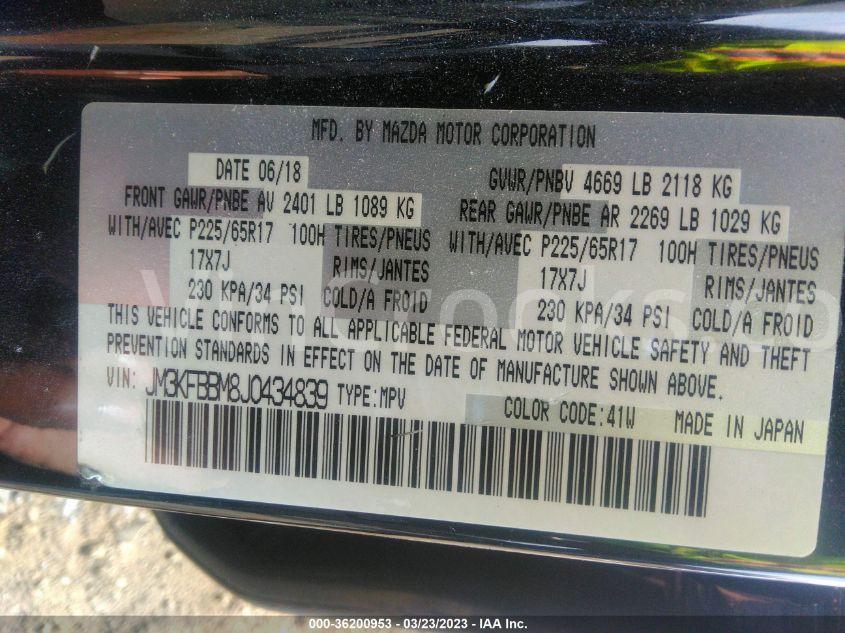 MFD. BY MAZDA MOTOR CORPORATION
DATE 06/18 GVWR/PNBV 4669 LB 2118 KG
FRONT GAWR/PNBE AV 2401 LB 1089 KG REAR GAWR/PNBE AR 2269 LB 1029 KG
WITH/AVEC P225/65R17 100H TIRES/PNEUS WITH/AVEC P225/65R17 100H TIRES/PNEUS
17X7J RIMS/JANTES 17X7J RIMS/JANTES
230 KPA/34 PSI COLD/A FROID 230 KPA/34 PSI COLD/A FROID
THIS VEHICLE CONFORMS TO ALL APPLICABLE FEDERAL MOTOR VEHICLE SAFETY AND THEFT
PREVENTION STANDARDS IN EFFECT ON THE DATE OF MANUFACTURE SHOWN ABOVE.
VIN: JM3KFBBM8J0434839 TYPE:MPV
COLOR CODE:41W MADE IN JAPAN
000-36200953 / 03/23/2023 - IAA Inc.